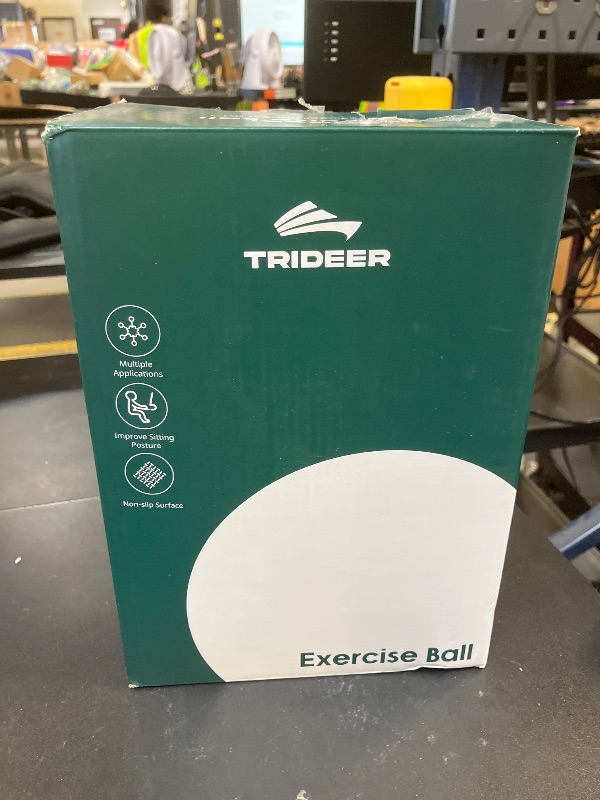 TRIDEER
Multiple
Applications
Improve Sitting
Posture
Non-slip Surface
Exercise Ball